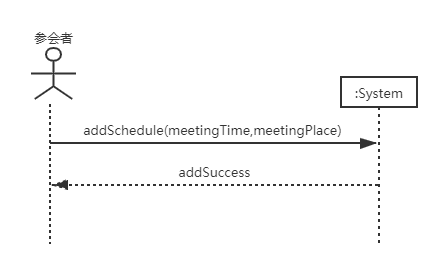 参会者
:System
addSchedule(meetingTime,meetingPlace)
addSuccess